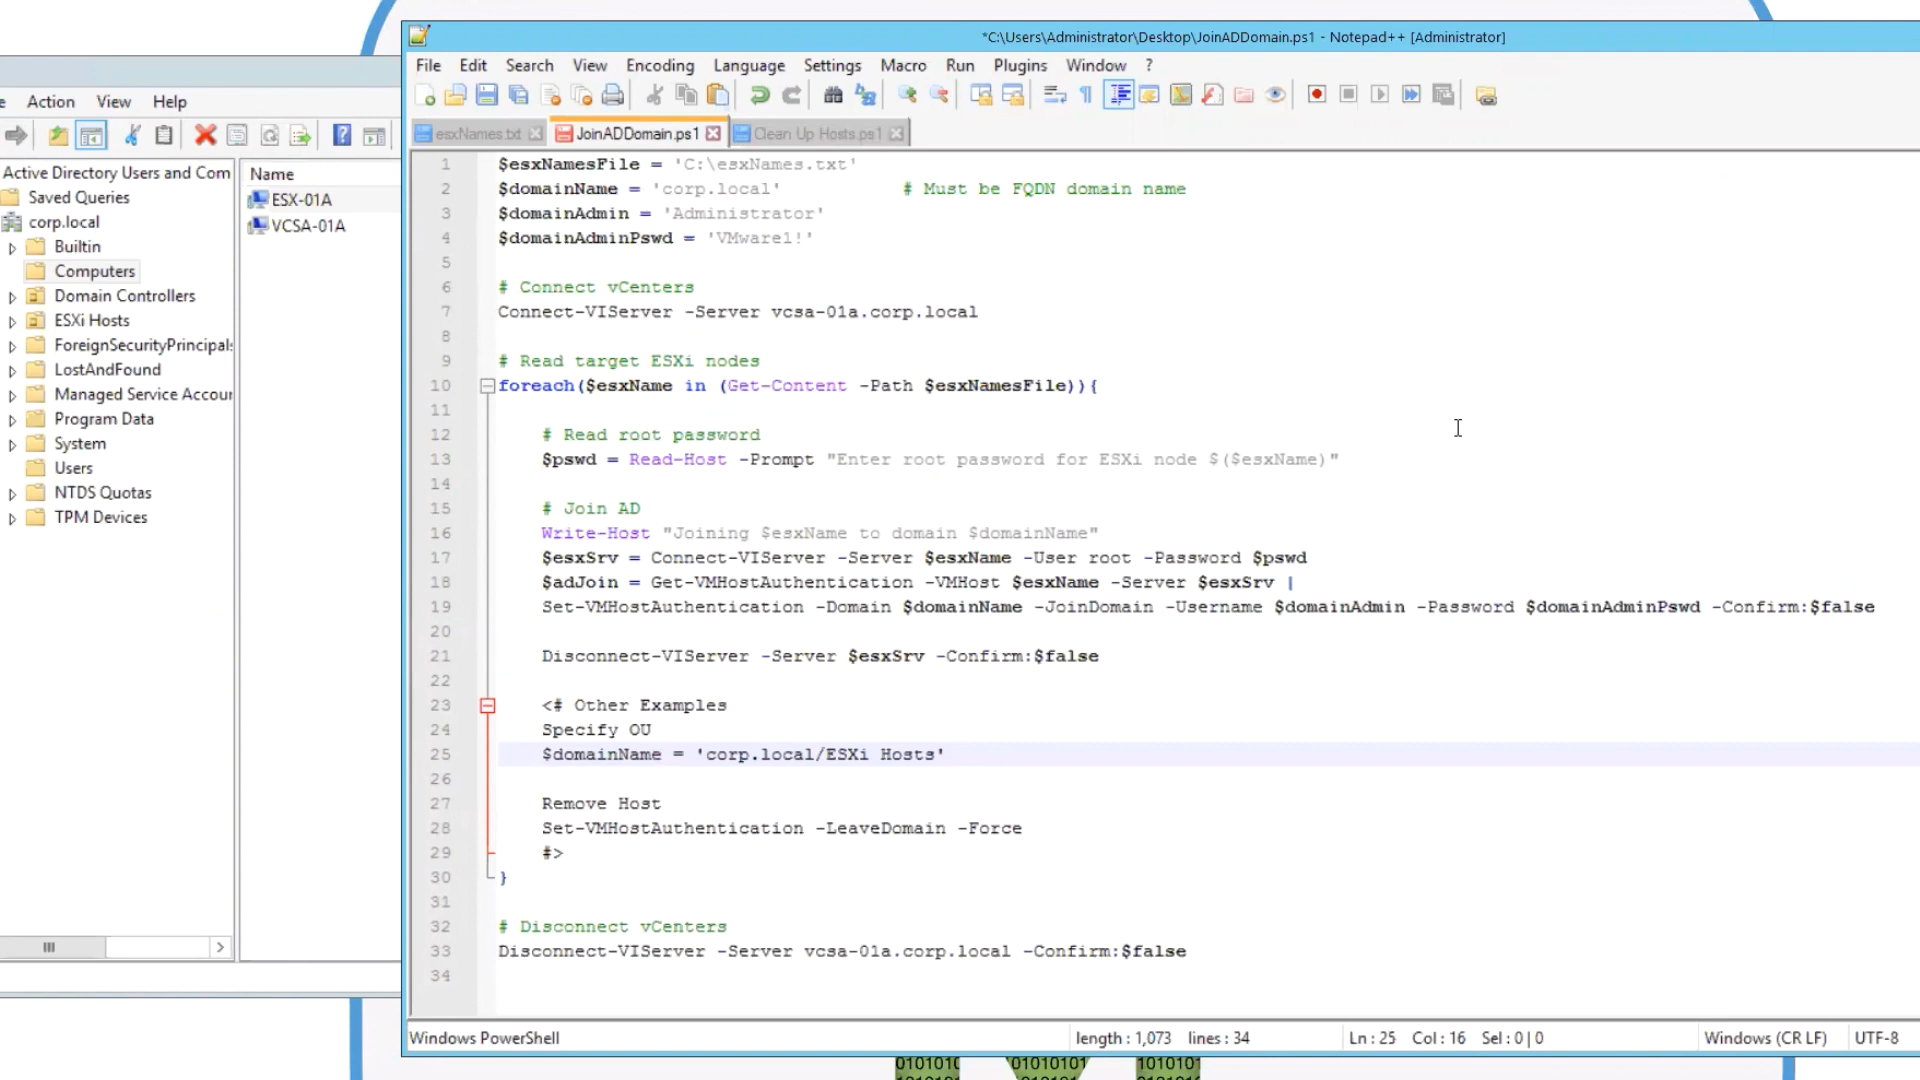 *C:\Users\Administrator\Desktop\JoinADDomain.ps1 - Notepad++ [Administrator]
File Edit Search View Encoding Language Settings Macro Run Plugins Window ?
esxNames.txt JoinADDomain.ps1 Clean Up Hosts.ps1
Action View Help
Active Directory Users and Com
Saved Queries
corp.local
Builtin
Computers
Domain Controllers
ESXi Hosts
ForeignSecurityPrincipal
LostAndFound
Managed Service Accour
Program Data
System
Users
NTDS Quotas
TPM Devices
Name
ESX-01A
VCSA-01A
1 $esxNamesFile = 'C:\esxNames.txt'
2 $domainName = 'corp.local' # Must be FQDN domain name
3 $domainAdmin = 'Administrator'
4 $domainAdminPswd = 'VMware1!'
5
6 # Connect vCenters
7 Connect-VIServer -Server vcsa-01a.corp.local
8
9 # Read target ESXi nodes
10 foreach($esxName in (Get-Content -Path $esxNamesFile)){
11
12 # Read root password
13 $pswd = Read-Host -Prompt "Enter root password for ESXi node $($esxName)"
14
15 # Join AD
16 Write-Host "Joining $esxName to domain $domainName"
17 $esxSrv = Connect-VIServer -Server $esxName -User root -Password $pswd
18 $adJoin = Get-VMHostAuthentication -VMHost $esxName -Server $esxSrv |
19 Set-VMHostAuthentication -Domain $domainName -JoinDomain -Username $domainAdmin -Password $domainAdminPswd -Confirm:$false
20
21 Disconnect-VIServer -Server $esxSrv -Confirm:$false
22
23 <# Other Examples
24 Specify OU
25 $domainName = 'corp.local/ESXi Hosts'
26
27 Remove Host
28 Set-VMHostAuthentication -LeaveDomain -Force
29 #>
30 }
31
32 # Disconnect vCenters
33 Disconnect-VIServer -Server vcsa-01a.corp.local -Confirm:$false
34
Windows PowerShell length : 1,073 lines : 34 Ln : 25 Col : 16 Sel : 0 | 0 Windows (CR LF) UTF-8
010101C 01010101 101010